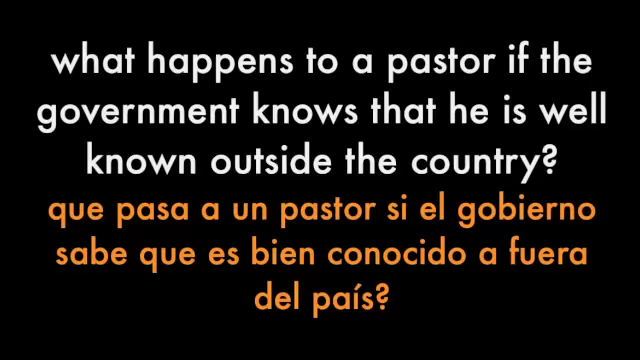 what happens to a pastor if the
government knows that he is well
known outside the country?
que pasa a un pastor si el gobierno
sabe que es bien conocido a fuera
del país?